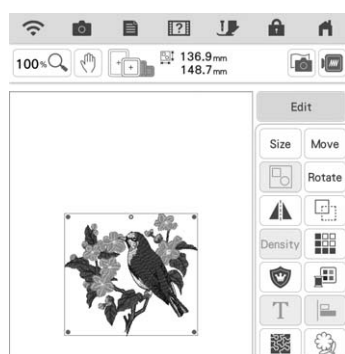 100% 136.9mm
148.7mm
Edit
Size Move
Rotate
Density
T